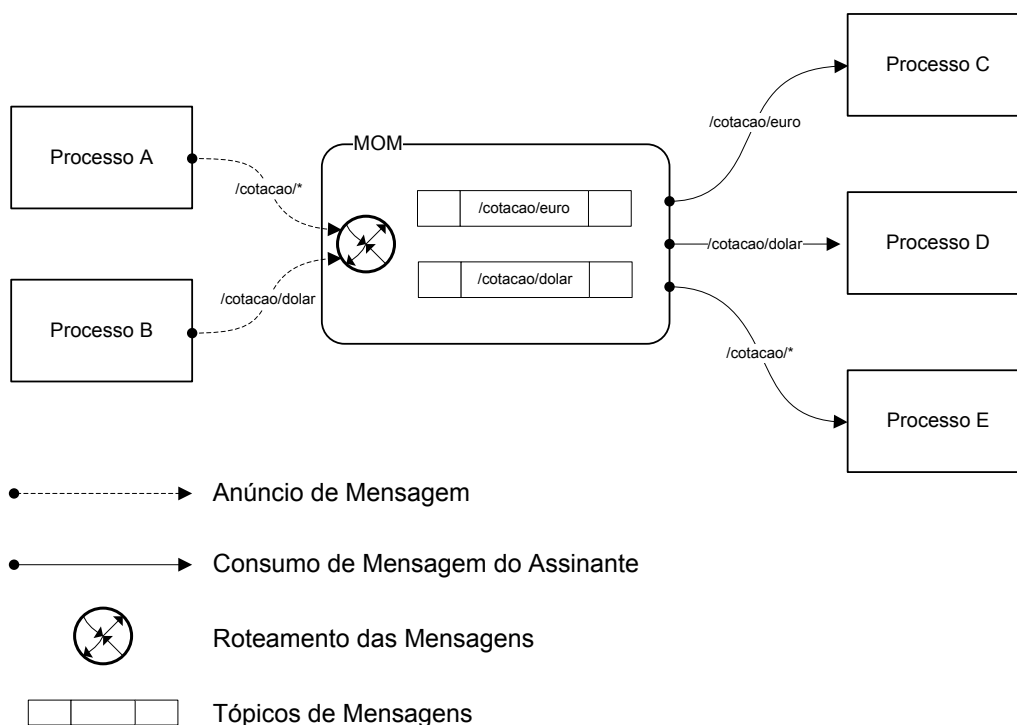 Processo C
Processo A
/cotacao/euro
MOM
/cotacao/*
/cotacao/euro
Processo D
/cotacao/dolar
/cotacao/dolar
/cotacao/dolar
Processo B
/cotacao/*
Processo E
Anúncio de Mensagem
Consumo de Mensagem do Assinante
Roteamento das Mensagens
Tópicos de Mensagens